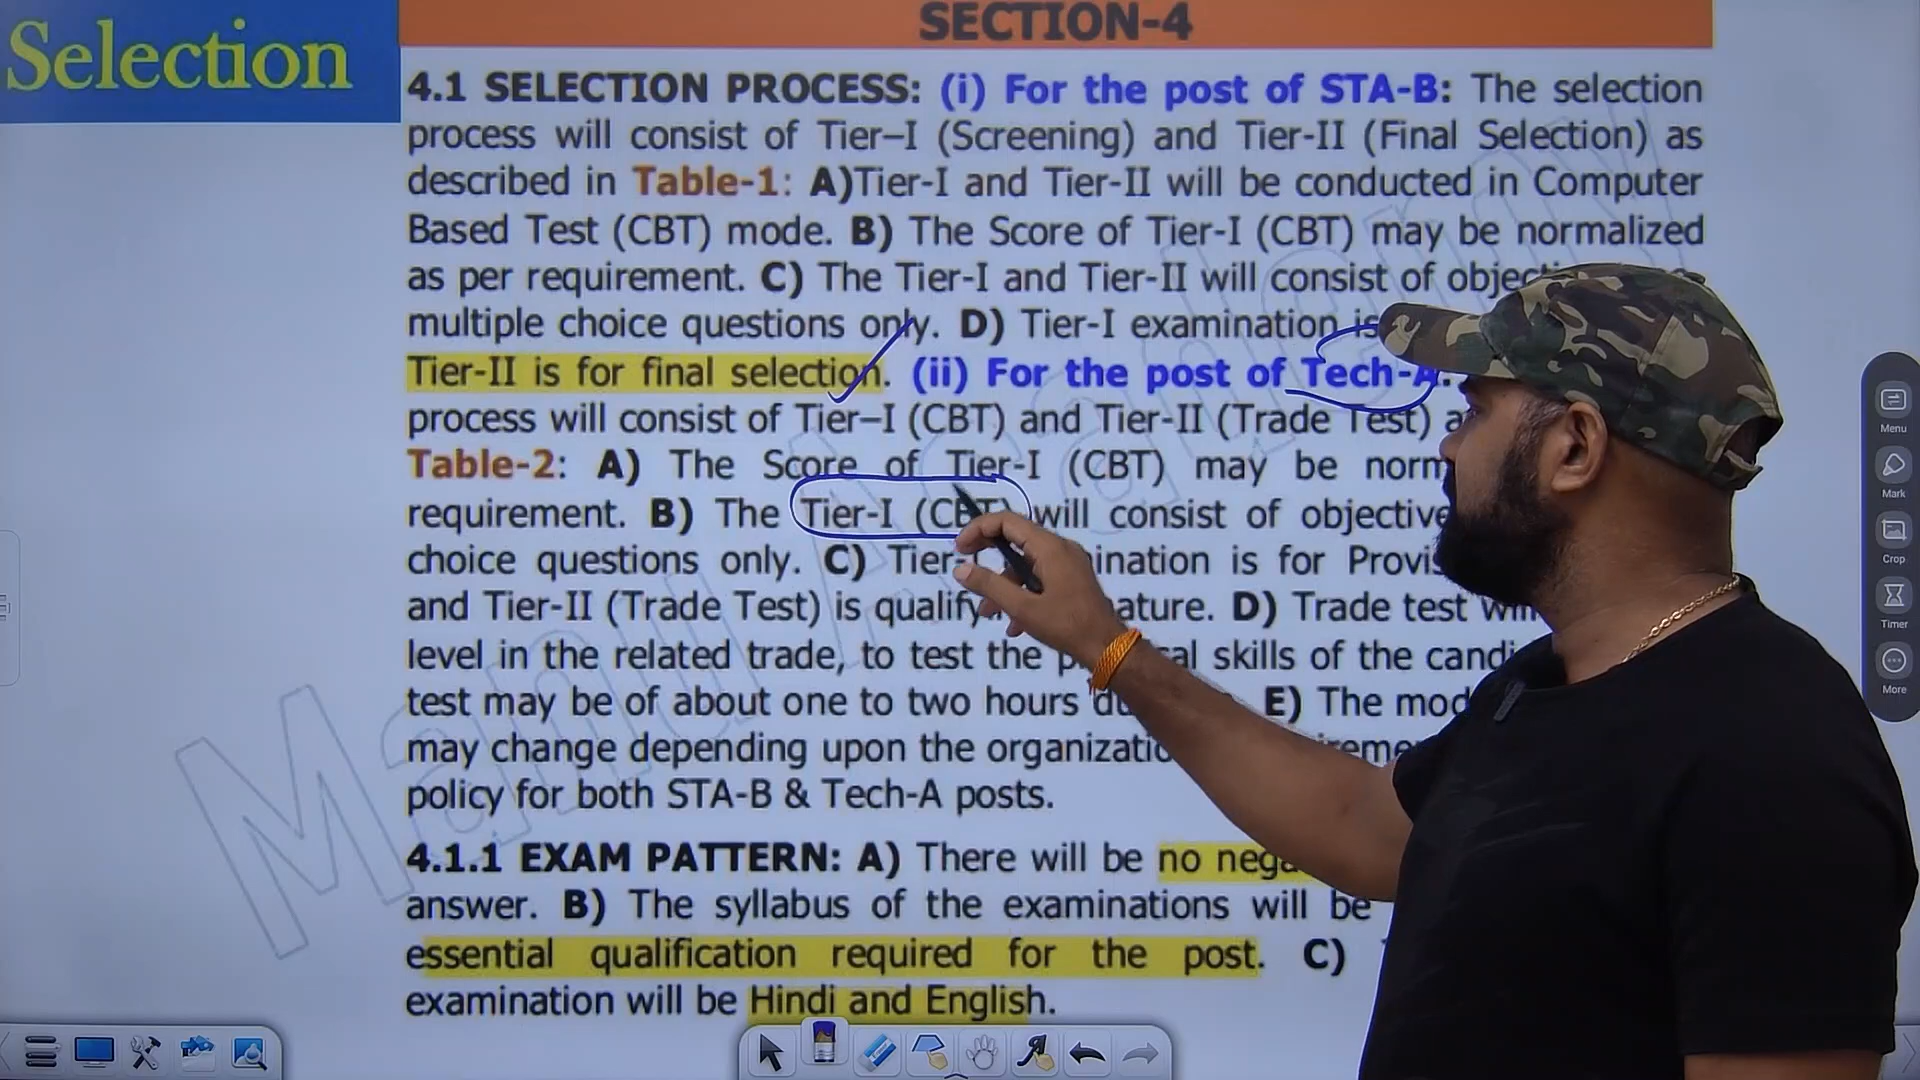 Selection
SECTION-4
4.1 SELECTION PROCESS: (i) For the post of STA-B: The selection
process will consist of Tier–I (Screening) and Tier-II (Final Selection) as
described in Table-1: A)Tier-I and Tier-II will be conducted in Computer
Based Test (CBT) mode. B) The Score of Tier-I (CBT) may be normalized
as per requirement. C) The Tier-I and Tier-II will consist of
multiple choice questions only. D) Tier-I examination is
Tier-II is for final selection. (ii) For the post of Tech-A:
process will consist of Tier–I (CBT) and Tier-II (Trade Test)
Table-2: A) The Score of Tier-I (CBT) may be
requirement. B) The Tier-I (CBT) will consist of objective
choice questions only. C) is for
and Tier-II (Trade Test) is D) Trade test
level in the related trade, to test the skills of the
test may be of about one to two hours E) The
may change depending upon the
policy for both STA-B & Tech-A posts.
4.1.1 EXAM PATTERN: A) There will be no
answer. B) The syllabus of the examinations will be
essential qualification required for the post. C)
examination will be Hindi and English.
Manu Academy
Menu
Mark
Crop
Timer
More